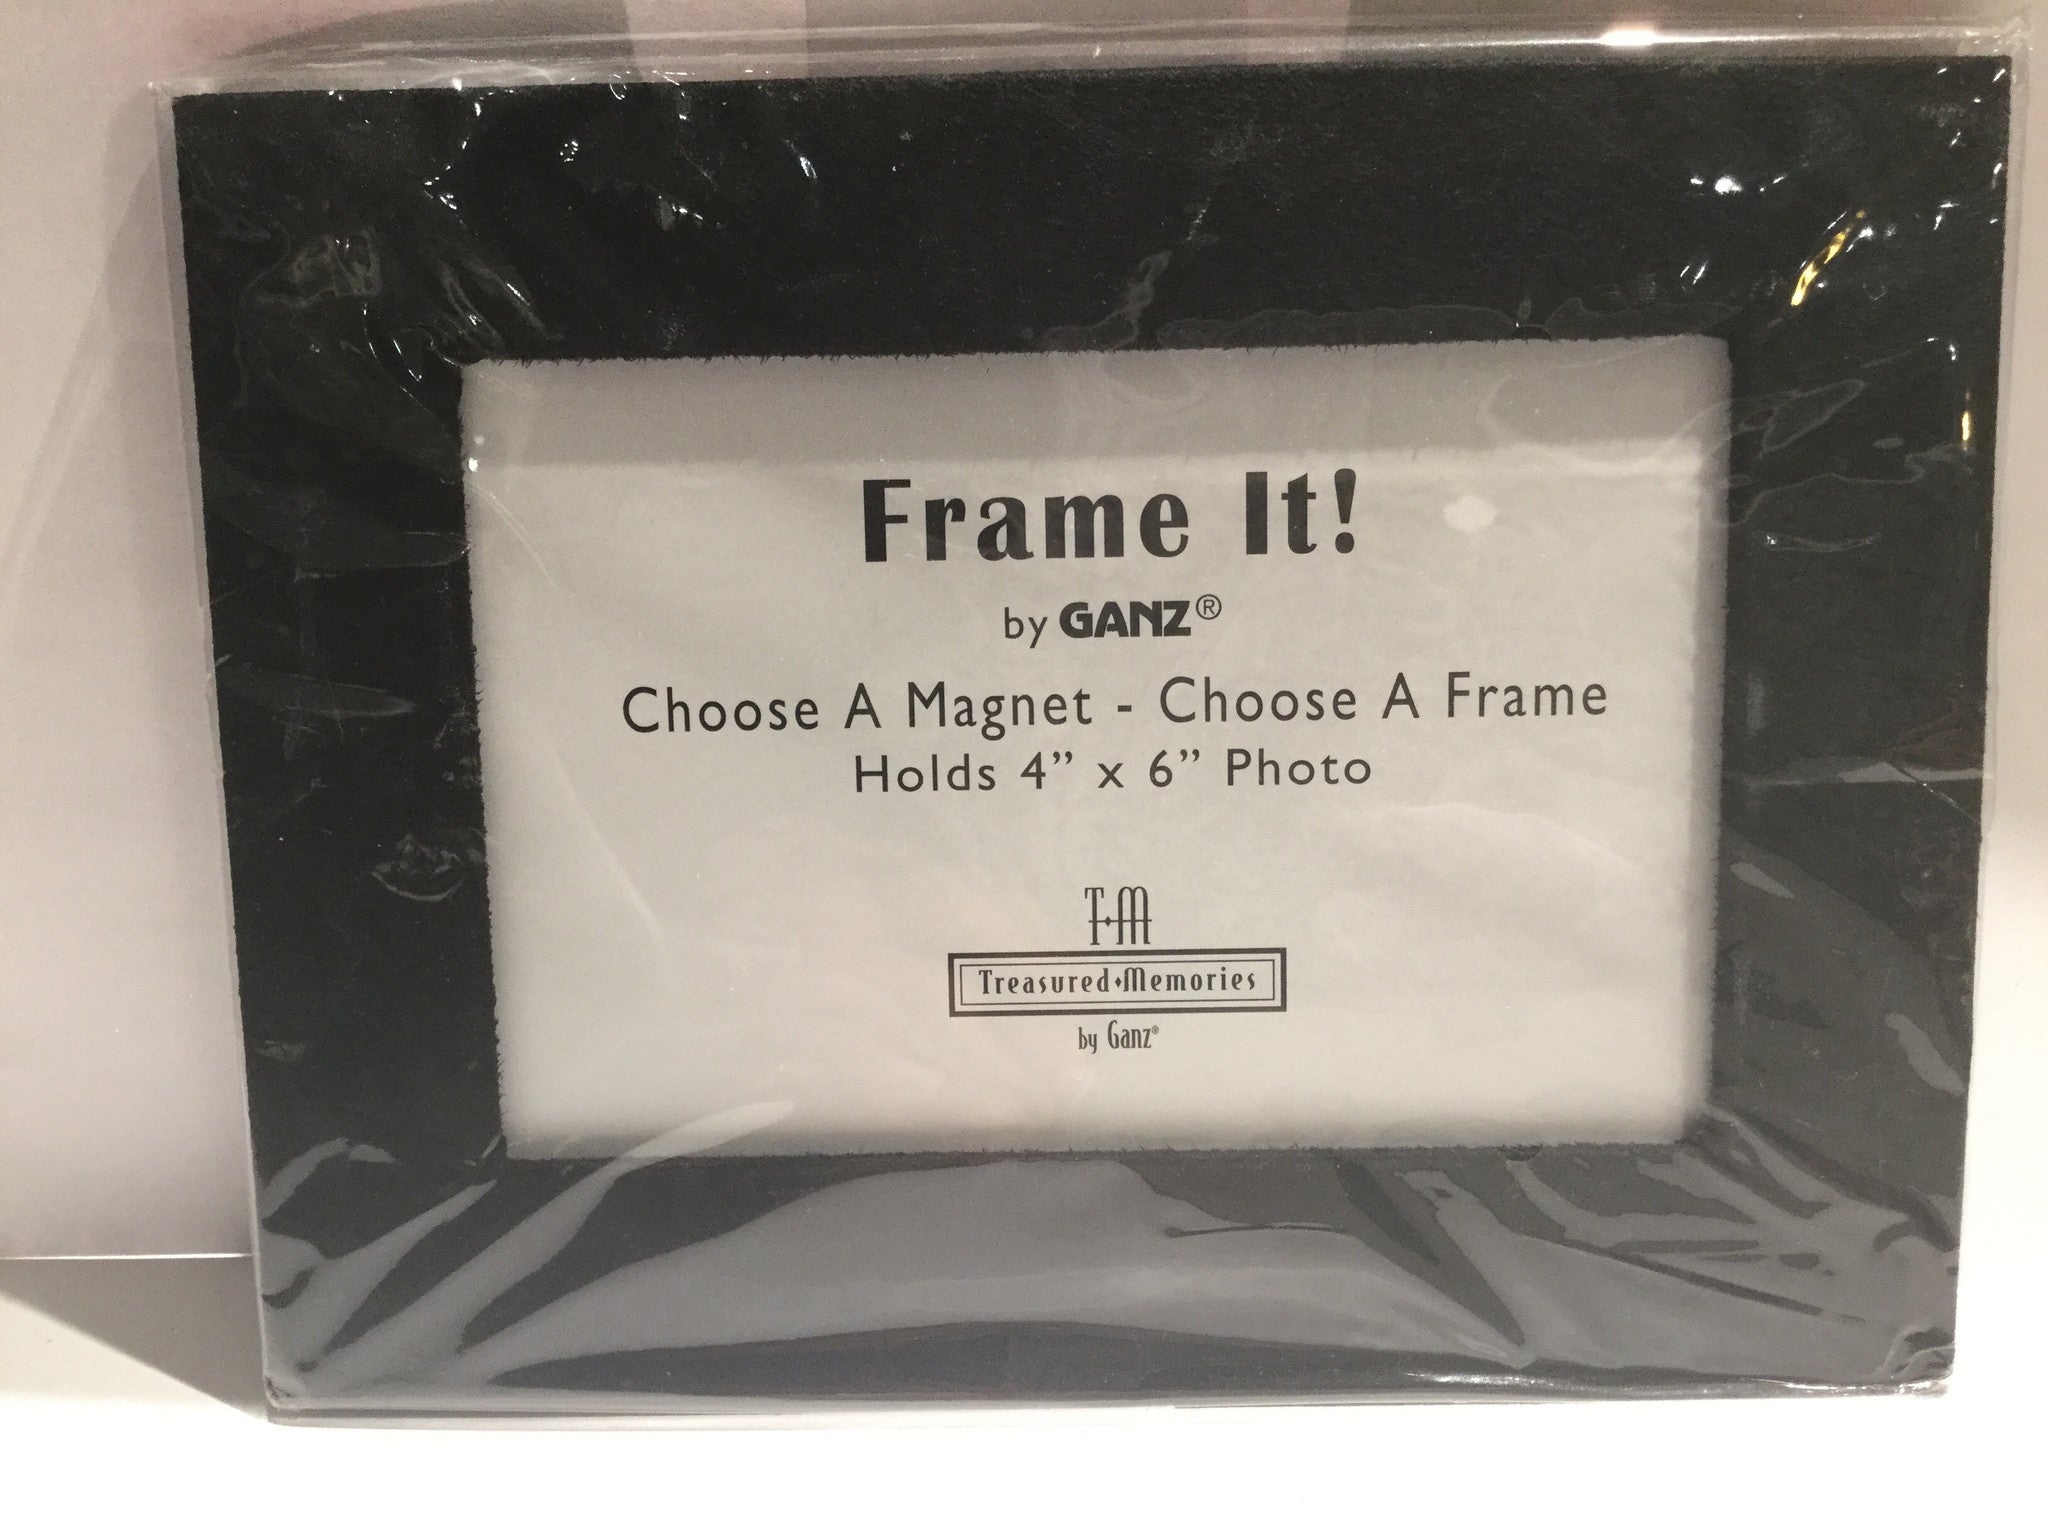 Frame It!
by GANZ®
Choose A Magnet - Choose A Frame
Holds 4” x 6” Photo
T•M
Treasured•Memories
by Ganz®